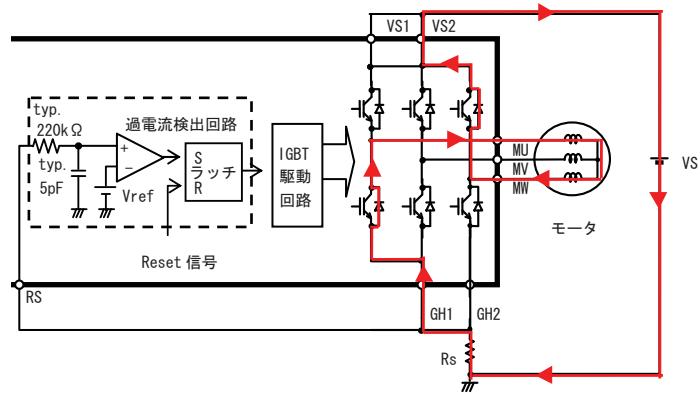 VS1 VS2
typ.
220kΩ
過電流検出回路
typ.
5pF
+
−
Vref
S
ラッチ
R
IGBT
駆動
回路
MU
MV
MW
VS
モータ
Reset 信号
RS
GH1 GH2
Rs